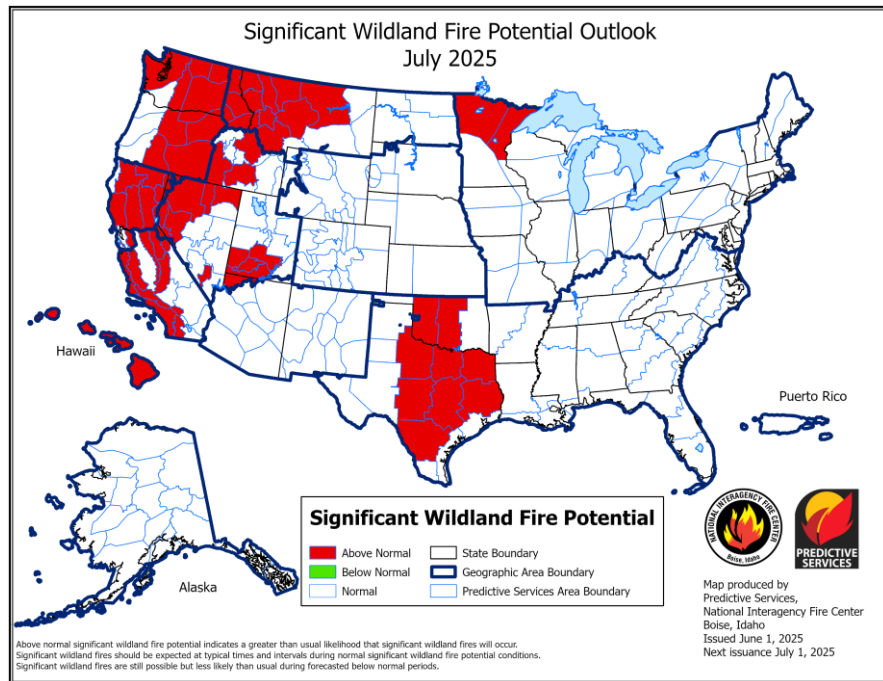 Significant Wildland Fire Potential Outlook
July 2025
Hawaii
Puerto Rico
Alaska
Significant Wildland Fire Potential
Above Normal
State Boundary
Below Normal
Geographic Area Boundary
Normal
Predictive Services Area Boundary
NATIONAL INTERAGENCY FIRE CENTER
Boise, Idaho
PREDICTIVE
SERVICES
Map produced by
Predictive Services,
National Interagency Fire Center
Boise, Idaho
Issued June 1, 2025
Next issuance July 1, 2025
Above normal significant wildland fire potential indicates a greater than usual likelihood that significant wildland fires will occur.
Significant wildland fires should be expected at typical times and intervals during normal significant wildland fire potential conditions.
Significant wildland fires are still possible but less likely than usual during forecasted below normal periods.